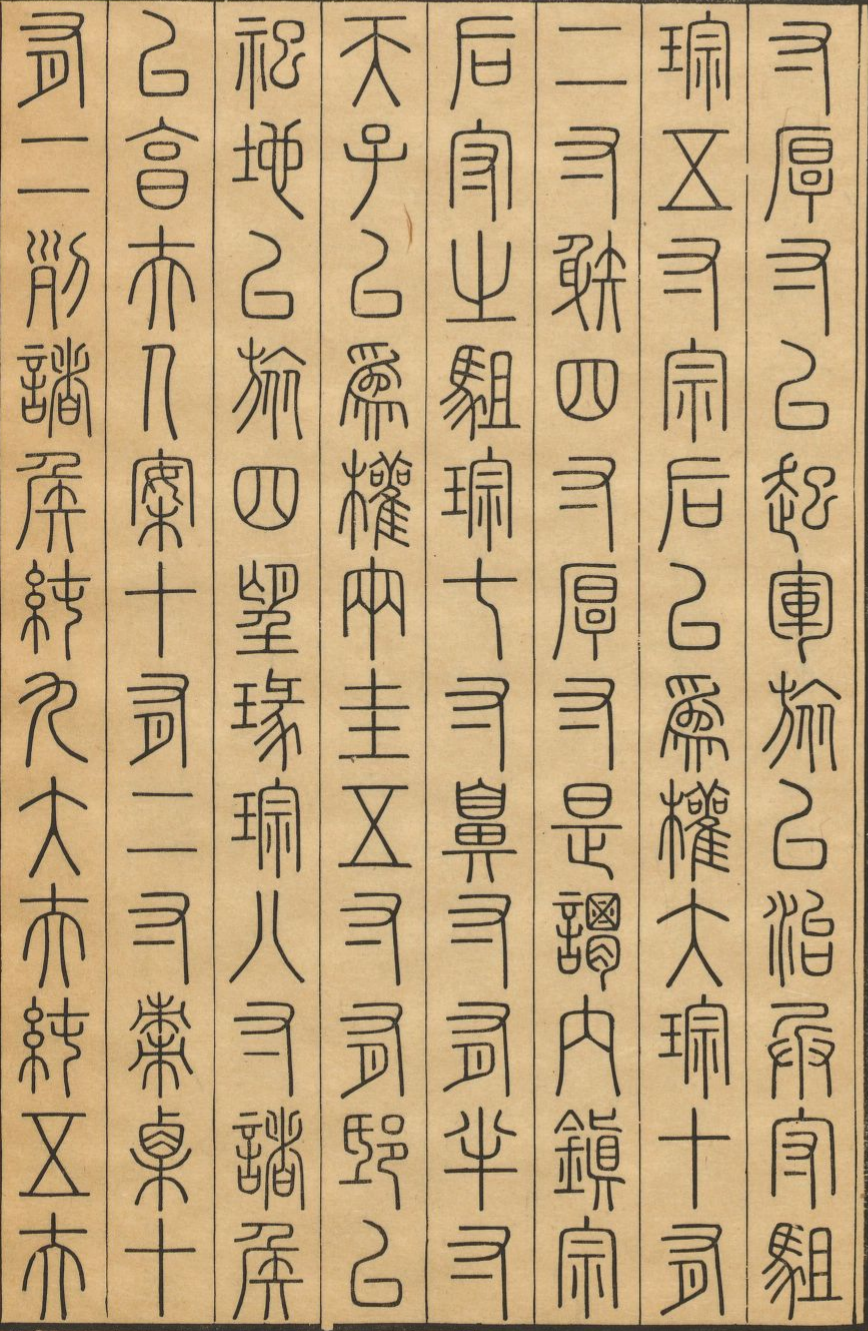 寸厚寸以起軍旅以治兵守駔
琮五寸宗后以為權大琮十有
二寸射四寸厚寸是謂內鎮宗
后守之駔琮七寸鼻寸有半寸
天子以為權兩圭五寸有邸以
祀地以旅四望瑑琮八寸諸侯
以享夫人案十有二寸棗栗十
有二列諸侯純九大夫純五夫